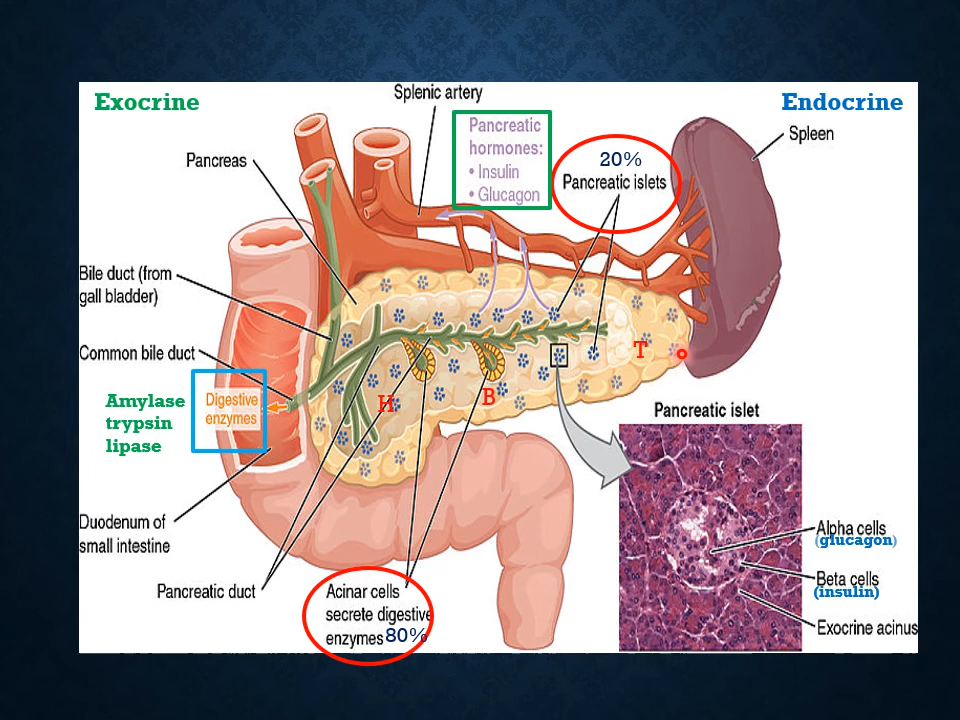 Exocrine
Splenic artery
Endocrine
Pancreatic
hormones:
• Insulin
• Glucagon
20%
Pancreatic islets
Spleen
Pancreas
Bile duct (from
gall bladder)
Common bile duct
Amylase
trypsin
lipase
Digestive
enzymes
H
B
T
Pancreatic islet
Duodenum of
small intestine
Pancreatic duct
Acinar cells
secrete digestive
enzymes 80%
Alpha cells
(glucagon)
Beta cells
(insulin)
Exocrine acinus